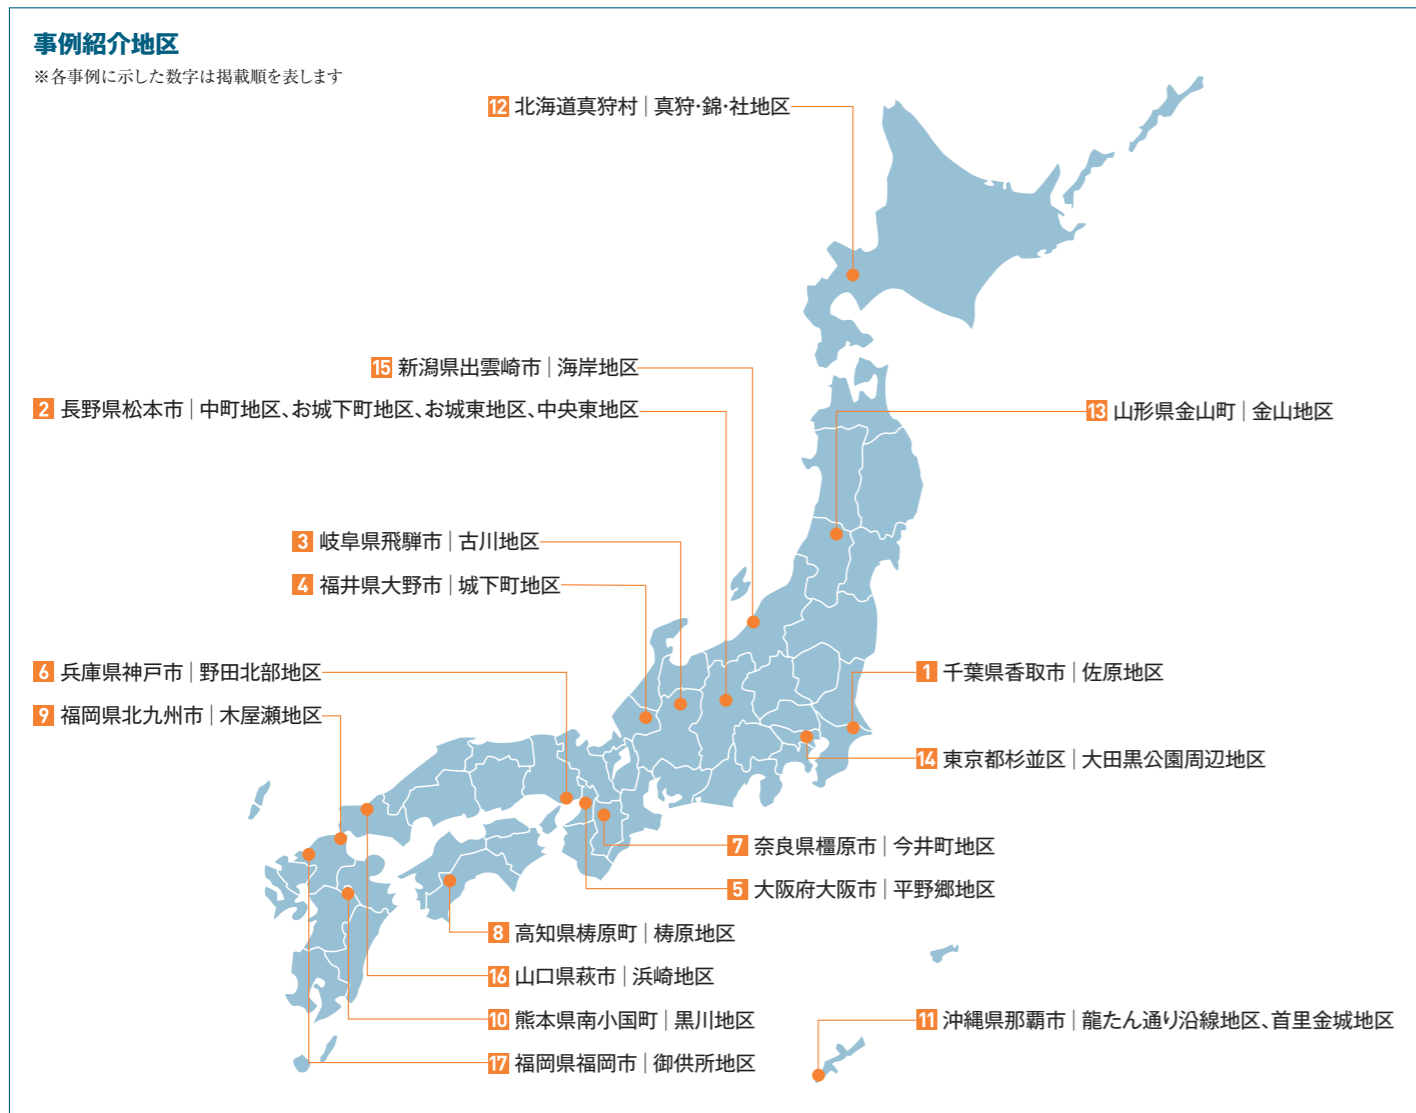 事例紹介地区
※各事例に示した数字は掲載順を表します
12 北海道真狩村｜真狩・錦・社地区
15 新潟県出雲崎市｜海岸地区
2 長野県松本市｜中町地区、お城下町地区、お城東地区、中央東地区
13 山形県金山町｜金山地区
3 岐阜県飛騨市｜古川地区
4 福井県大野市｜城下町地区
6 兵庫県神戸市｜野田北部地区
1 千葉県香取市｜佐原地区
9 福岡県北九州市｜木屋瀬地区
14 東京都杉並区｜大田黒公園周辺地区
7 奈良県橿原市｜今井町地区
5 大阪府大阪市｜平野郷地区
8 高知県梼原町｜梼原地区
16 山口県萩市｜浜崎地区
10 熊本県南小国町｜黒川地区
11 沖縄県那覇市｜龍たん通り沿線地区、首里金城地区
17 福岡県福岡市｜御供所地区